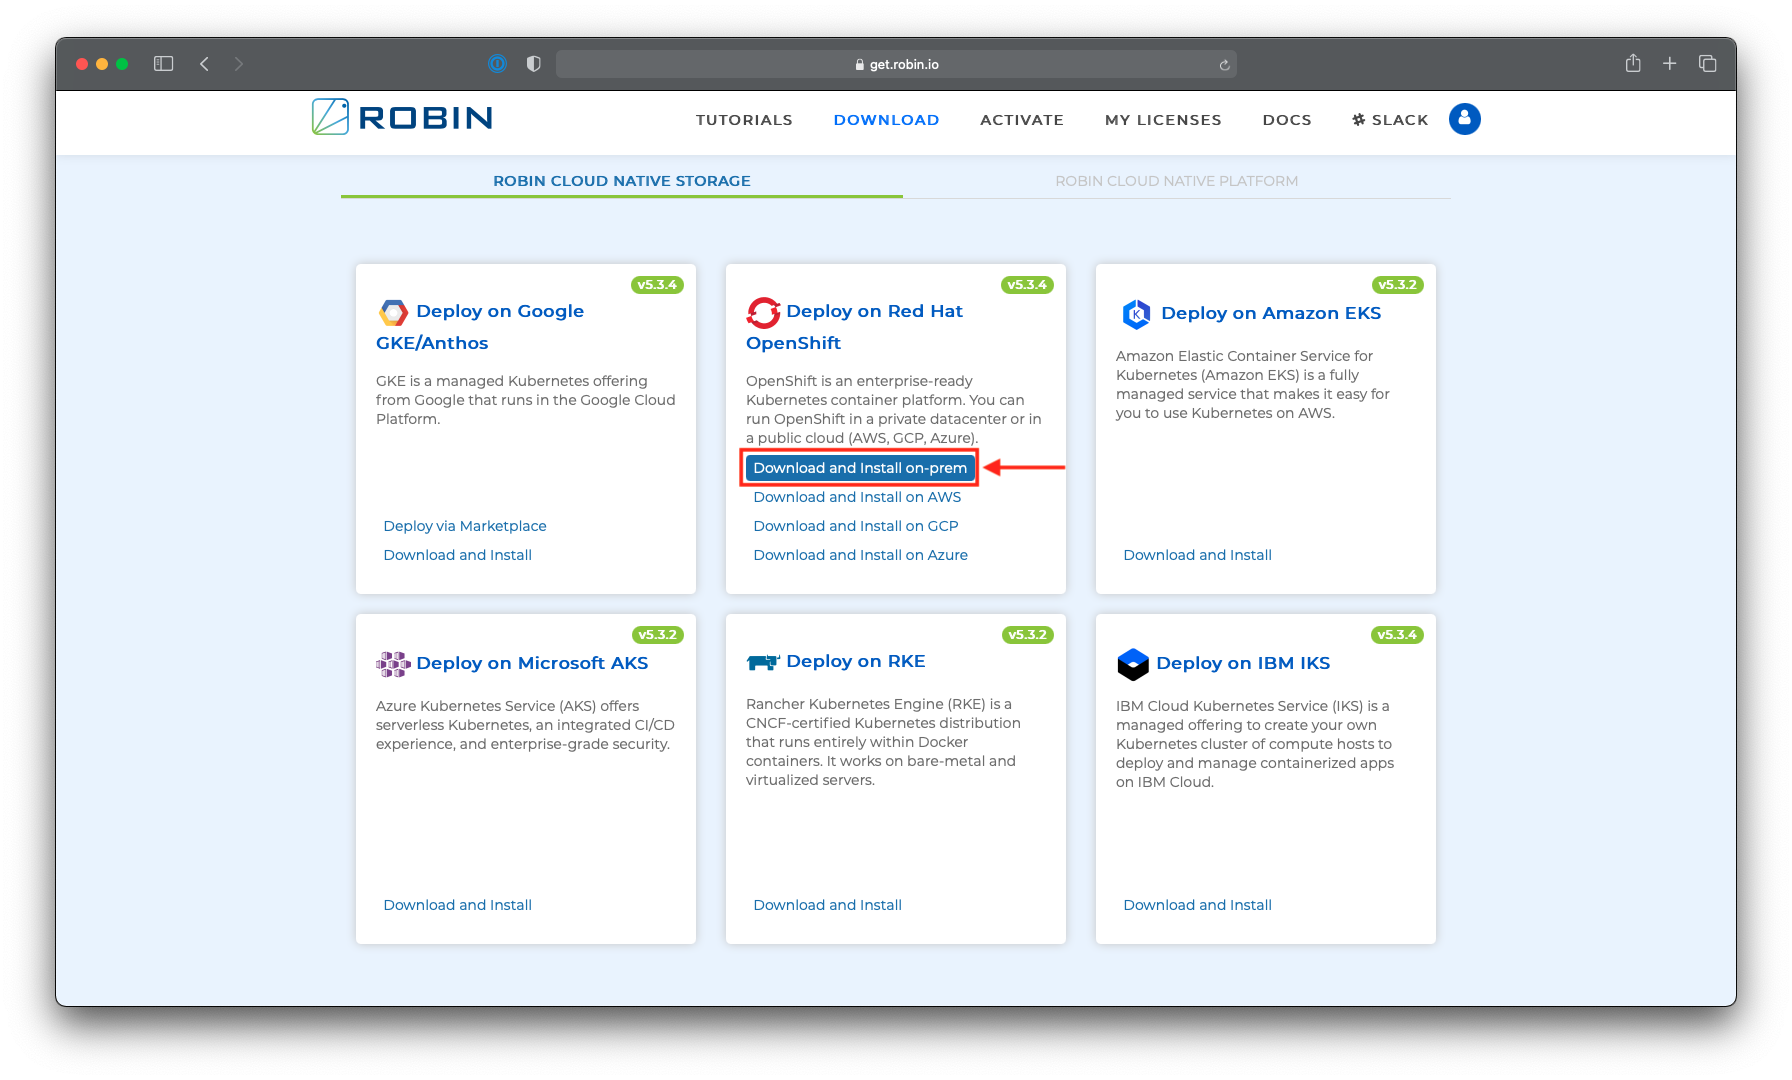 get.robin.io
ROBIN
TUTORIALS
DOWNLOAD
ACTIVATE
MY LICENSES
DOCS
SLACK
ROBIN CLOUD NATIVE STORAGE
ROBIN CLOUD NATIVE PLATFORM
v5.3.4
Deploy on Google
GKE/Anthos
GKE is a managed Kubernetes offering
from Google that runs in the Google Cloud
Platform.
Deploy via Marketplace
Download and Install
v5.3.4
Deploy on Red Hat
OpenShift
OpenShift is an enterprise-ready
Kubernetes container platform. You can
run OpenShift in a private datacenter or in
a public cloud (AWS, GCP, Azure).
Download and Install on-prem
Download and Install on AWS
Download and Install on GCP
Download and Install on Azure
v5.3.2
K
Deploy on Amazon EKS
Amazon Elastic Container Service for
Kubernetes (Amazon EKS) is a fully
managed service that makes it easy for
you to use Kubernetes on AWS.
Download and Install
v5.3.2
Deploy on Microsoft AKS
Azure Kubernetes Service (AKS) offers
serverless Kubernetes, an integrated CI/CD
experience, and enterprise-grade security.
Download and Install
v5.3.2
Deploy on RKE
Rancher Kubernetes Engine (RKE) is a
CNCF-certified Kubernetes distribution
that runs entirely within Docker
containers. It works on bare-metal and
virtualized servers.
Download and Install
v5.3.4
Deploy on IBM IKS
IBM Cloud Kubernetes Service (IKS) is a
managed offering to create your own
Kubernetes cluster of compute hosts to
deploy and manage containerized apps
on IBM Cloud.
Download and Install